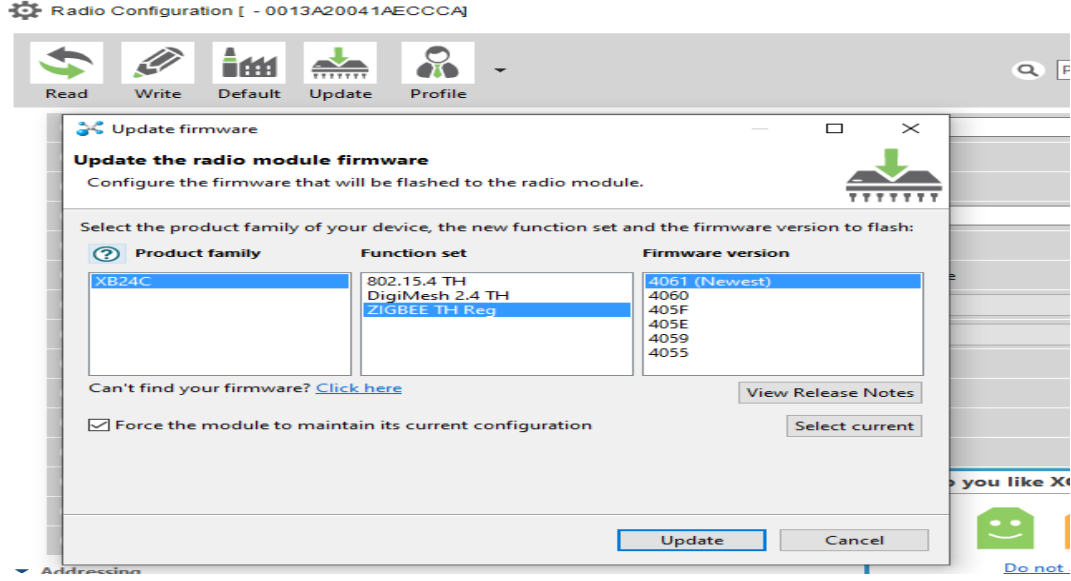 Radio Configuration [ - 0013A20041AECCCA]
Read Write Default Update Profile
Update firmware
Update the radio module firmware
Configure the firmware that will be flashed to the radio module.
Select the product family of your device, the new function set and the firmware version to flash:
Product family Function set Firmware version
XB24C 802.15.4 TH 4061 (Newest)
DigiMesh 2.4 TH 4060
ZIGBEE TH Reg 405F
405E
4059
4055
Can't find your firmware? Click here
View Release Notes
Force the module to maintain its current configuration
Select current
you like
Update Cancel
Do not
Addressing